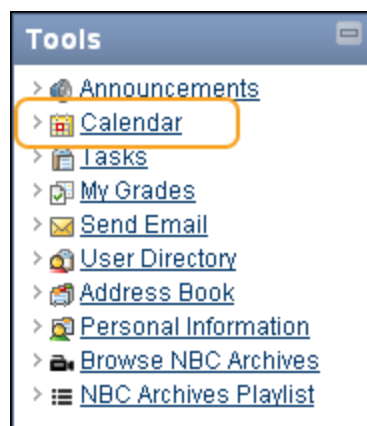 Tools
Announcements
Calendar
Tasks
My Grades
Send Email
User Directory
Address Book
Personal Information
Browse NBC Archives
NBC Archives Playlist